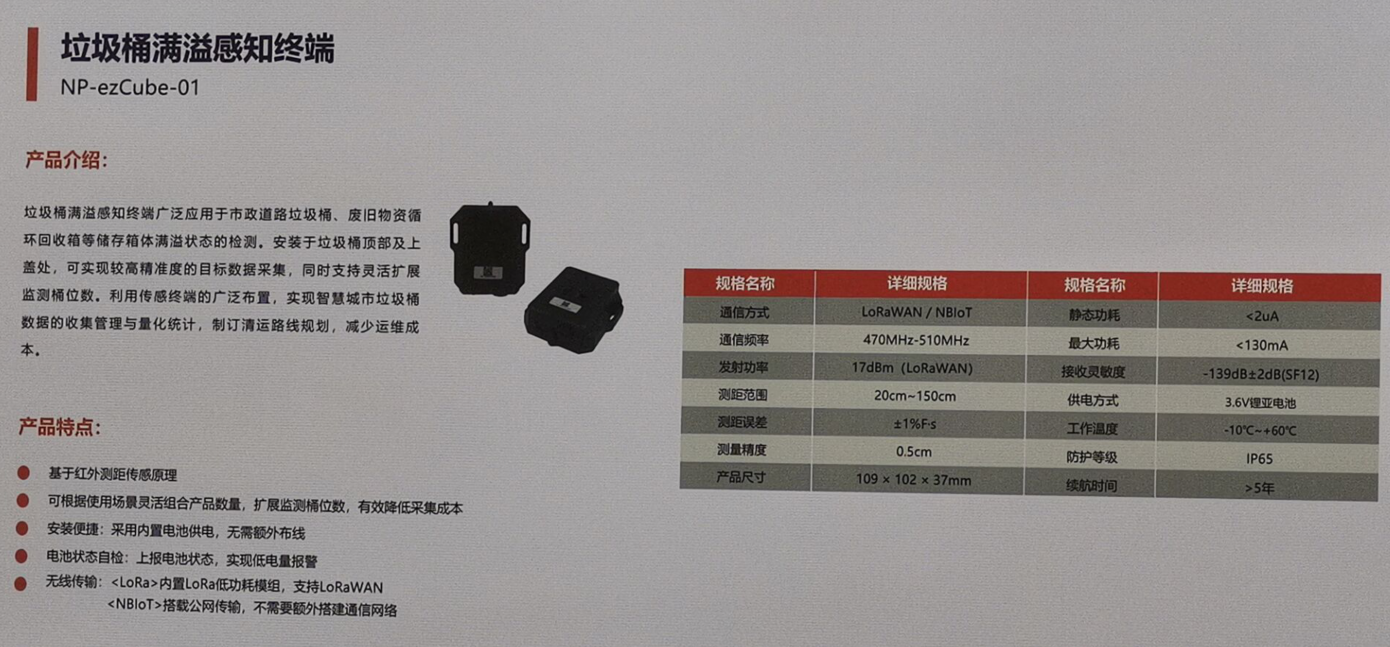 垃圾桶满溢感知终端
NP-ezCube-01
产品介绍：
垃圾桶满溢感知终端广泛应用于市政道路垃圾桶、废旧物资循
环回收箱等储存箱体满溢状态的检测。安装于垃圾桶顶部及上
盖处，可实现较高精准度的目标数据采集，同时支持灵活扩展
监测桶位数。利用传感终端的广泛布置，实现智慧城市垃圾桶
数据的收集管理与量化统计，制订清运路线规划，减少运维成
本。
产品特点：
基于红外测距传感原理
可根据使用场景灵活组合产品数量，扩展监测桶位数，有效降低采集成本
安装便捷：采用内置电池供电，无需额外布线
电池状态自检：上报电池状态，实现低电量报警
无线传输：<LoRa>内置LoRa低功耗模组，支持LoRaWAN
<NBIoT>搭载公网传输，不需要额外搭建通信网络
规格名称 详细规格 规格名称 详细规格
通信方式 LoRaWAN / NBIoT 静态功耗 <2uA
通信频率 470MHz-510MHz 最大功耗 <130mA
发射功率 17dBm（LoRaWAN） 接收灵敏度 -139dB±2dB(SF12)
测距范围 20cm~150cm 供电方式 3.6V锂亚电池
测距误差 ±1%F·s 工作温度 -10℃~+60℃
测量精度 0.5cm 防护等级 IP65
产品尺寸 109 × 102 × 37mm 续航时间 >5年